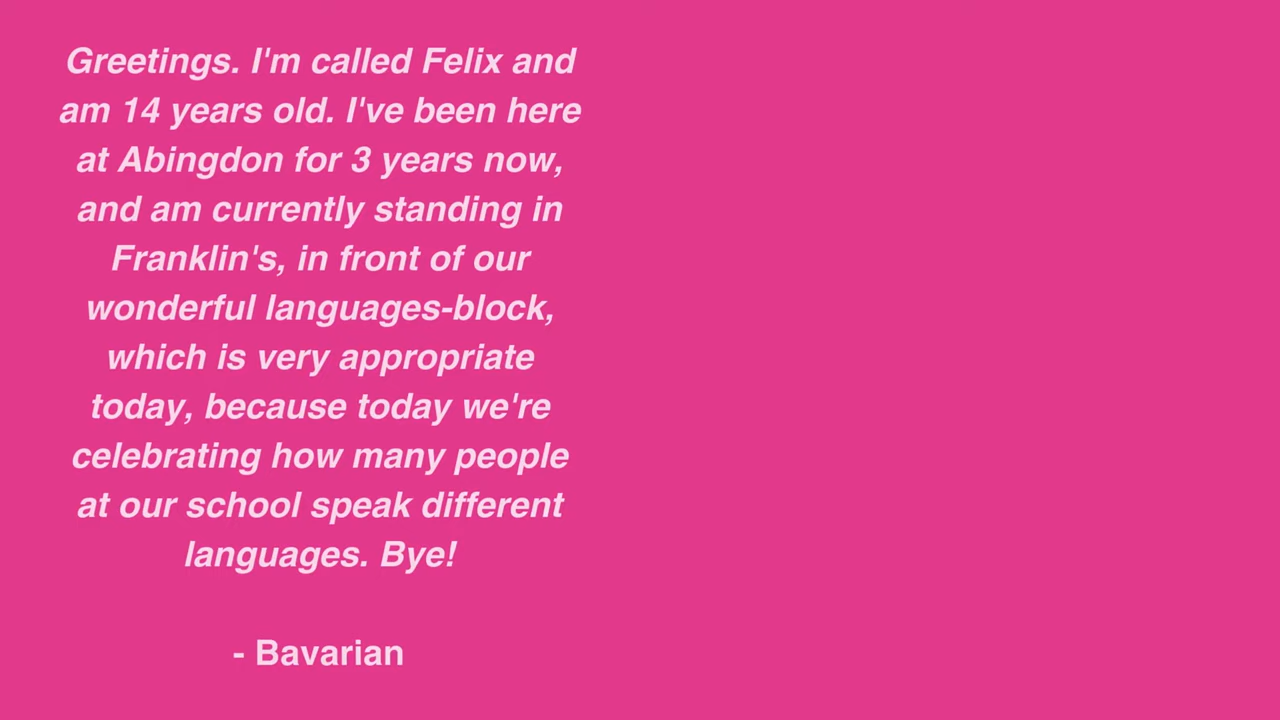 Greetings. I'm called Felix and
am 14 years old. I've been here
at Abingdon for 3 years now,
and am currently standing in
Franklin's, in front of our
wonderful languages-block,
which is very appropriate
today, because today we're
celebrating how many people
at our school speak different
languages. Bye!
- Bavarian